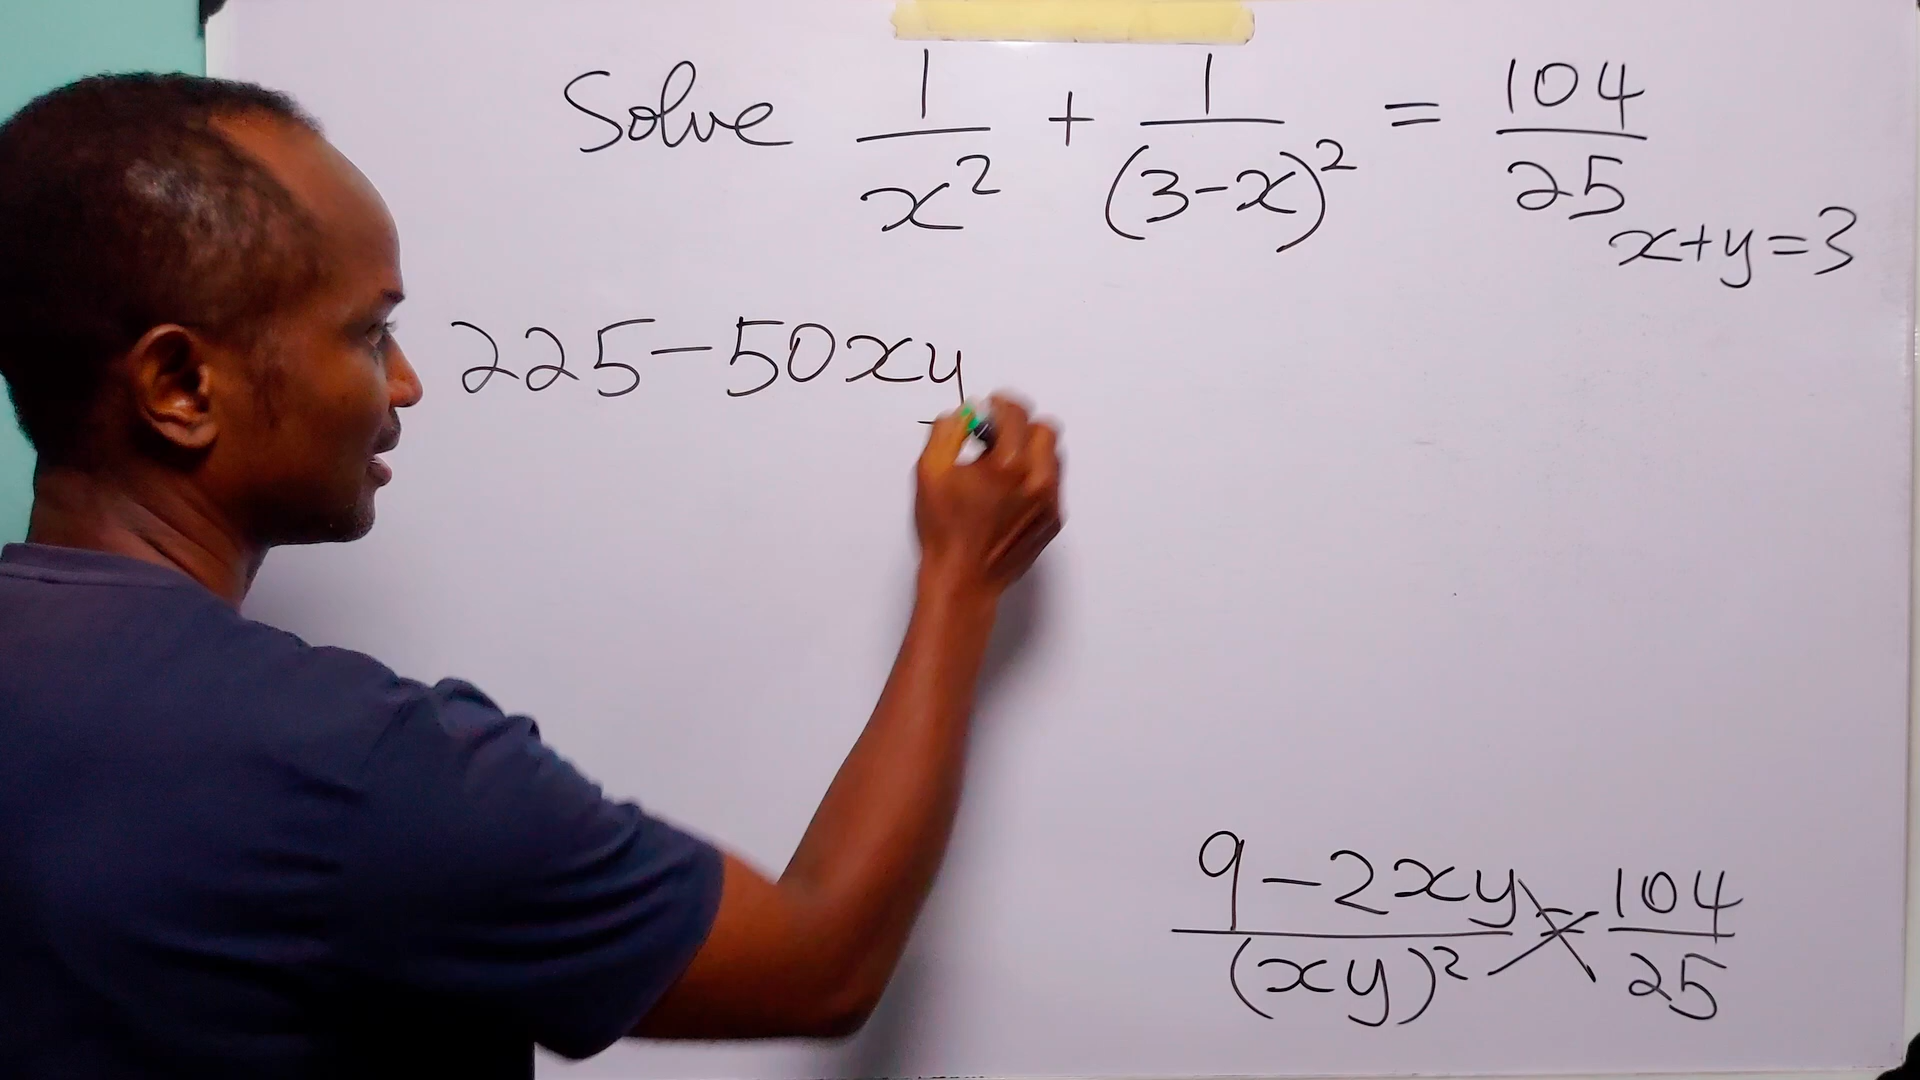 Solve 1/x² + 1/(3-x)² = 104/25
x+y=3
225-50xy
(9-2xy)/(xy)² = 104/25